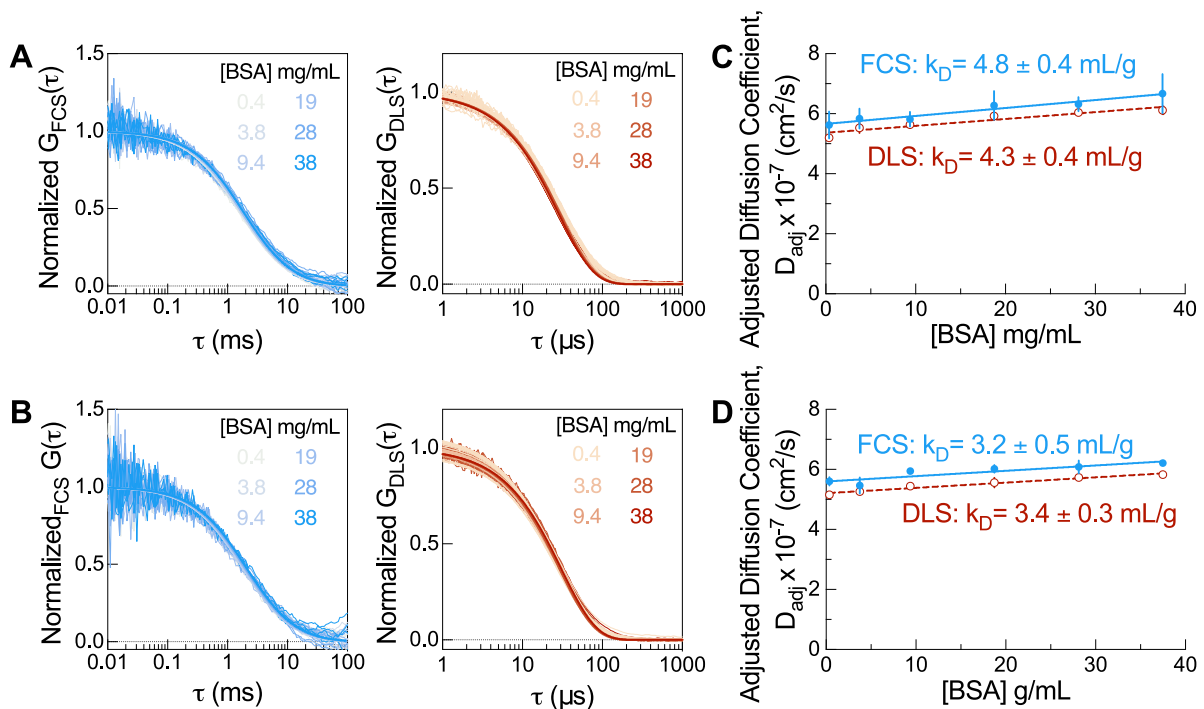 A
Normalized G_FCS(τ)
1.5
1.0
0.5
0.0
0.01 0.1 1 10 100
τ (ms)
[BSA] mg/mL
0.4 19
3.8 28
9.4 38
Normalized G_DLS(τ)
1.0
0.5
0.0
1 10 100 1000
τ (µs)
[BSA] mg/mL
0.4 19
3.8 28
9.4 38
C
Adjusted Diffusion Coefficient,
D_adj x 10^-7 (cm²/s)
8
6
4
2
0
0 10 20 30 40
[BSA] mg/mL
FCS: k_D= 4.8 ± 0.4 mL/g
DLS: k_D= 4.3 ± 0.4 mL/g
B
Normalized_FCS G(τ)
1.5
1.0
0.5
0.0
0.01 0.1 1 10 100
τ (ms)
[BSA] mg/mL
0.4 19
3.8 28
9.4 38
Normalized G_DLS(τ)
1.0
0.5
0.0
1 10 100 1000
τ (µs)
[BSA] mg/mL
0.4 19
3.8 28
9.4 38
D
Adjusted Diffusion Coefficient,
D_adj x 10^-7 (cm²/s)
8
6
4
2
0
0 10 20 30 40
[BSA] g/mL
FCS: k_D= 3.2 ± 0.5 mL/g
DLS: k_D= 3.4 ± 0.3 mL/g